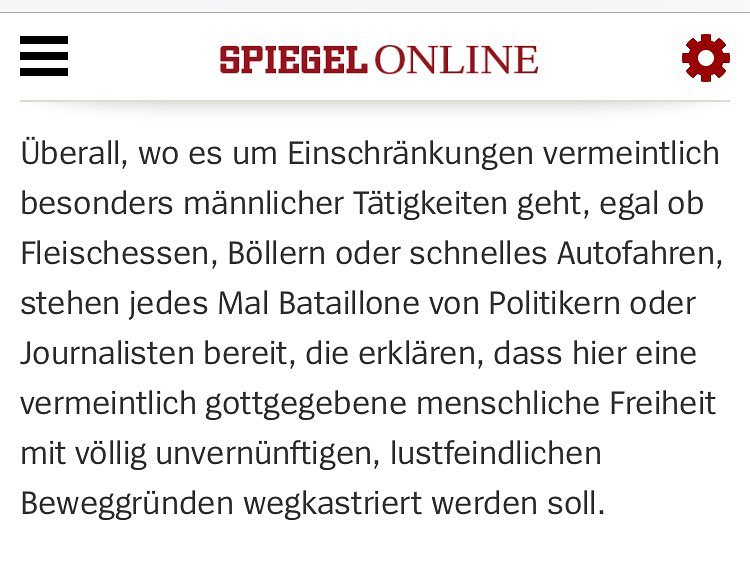 SPIEGEL ONLINE
Überall, wo es um Einschränkungen vermeintlich
besonders männlicher Tätigkeiten geht, egal ob
Fleischessen, Böllern oder schnelles Autofahren,
stehen jedes Mal Bataillone von Politikern oder
Journalisten bereit, die erklären, dass hier eine
vermeintlich gottgegebene menschliche Freiheit
mit völlig unvernünftigen, lustfeindlichen
Beweggründen wegkastriert werden soll.